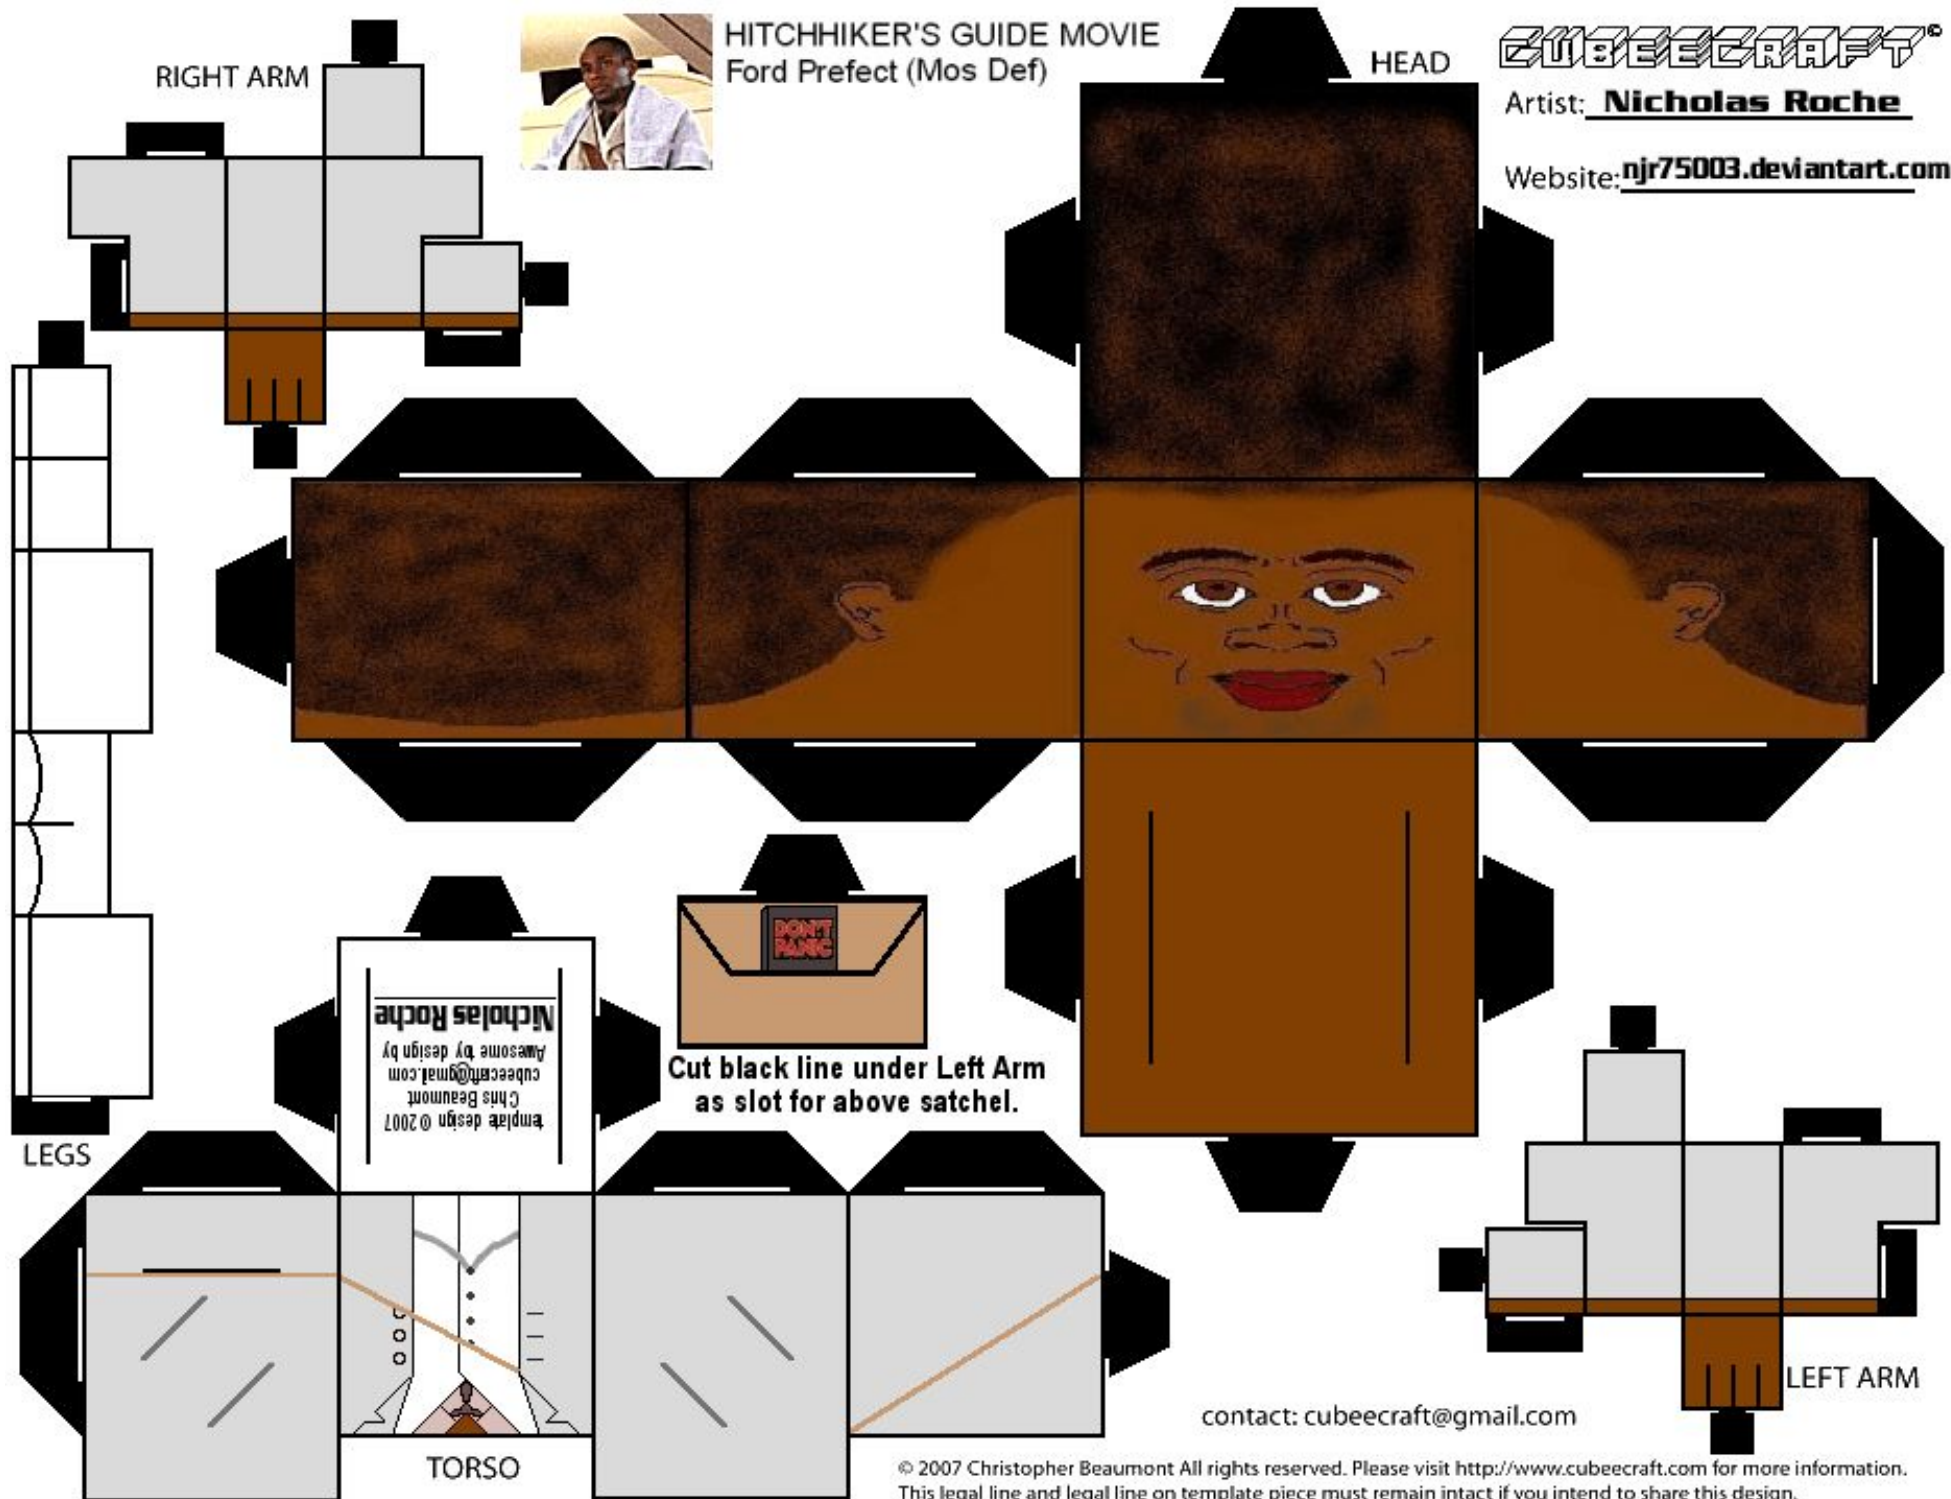 RIGHT ARM
HITCHHIKER'S GUIDE MOVIE
Ford Prefect (Mos Def)
HEAD
CUBEECRAFT©
Artist: Nicholas Roche
Website: njr75003.deviantart.com
DON'T
PANIC
Cut black line under Left Arm
as slot for above satchel.
template design © 2007
Chris Beaumont
cubeecraft@gmail.com
Awesome toy design by
Nicholas Roche
LEGS
TORSO
LEFT ARM
contact: cubeecraft@gmail.com
© 2007 Christopher Beaumont All rights reserved. Please visit http://www.cubeecraft.com for more information.
This legal line and legal line on template piece must remain intact if you intend to share this design.